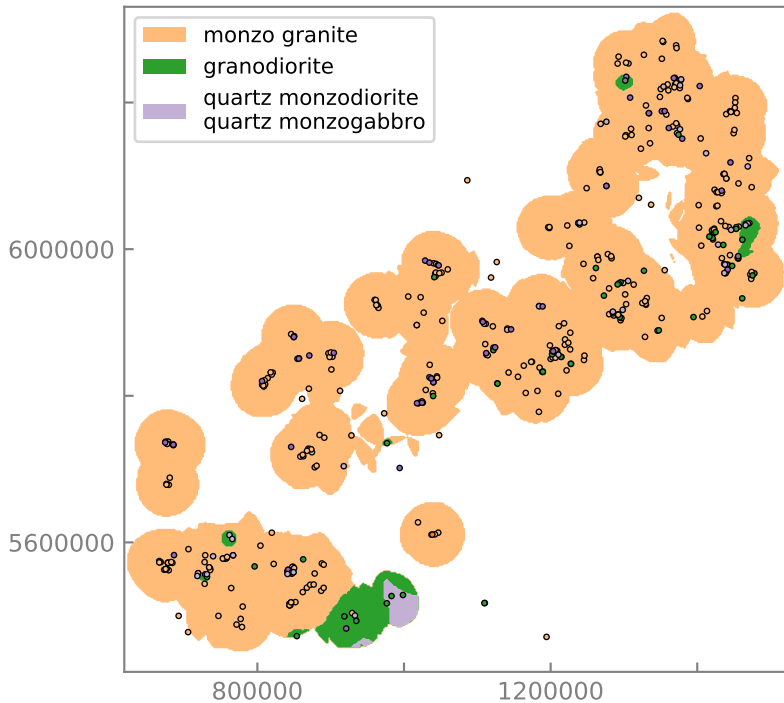 monzo granite
granodiorite
quartz monzodiorite
quartz monzogabbro
6000000
5600000
800000
1200000